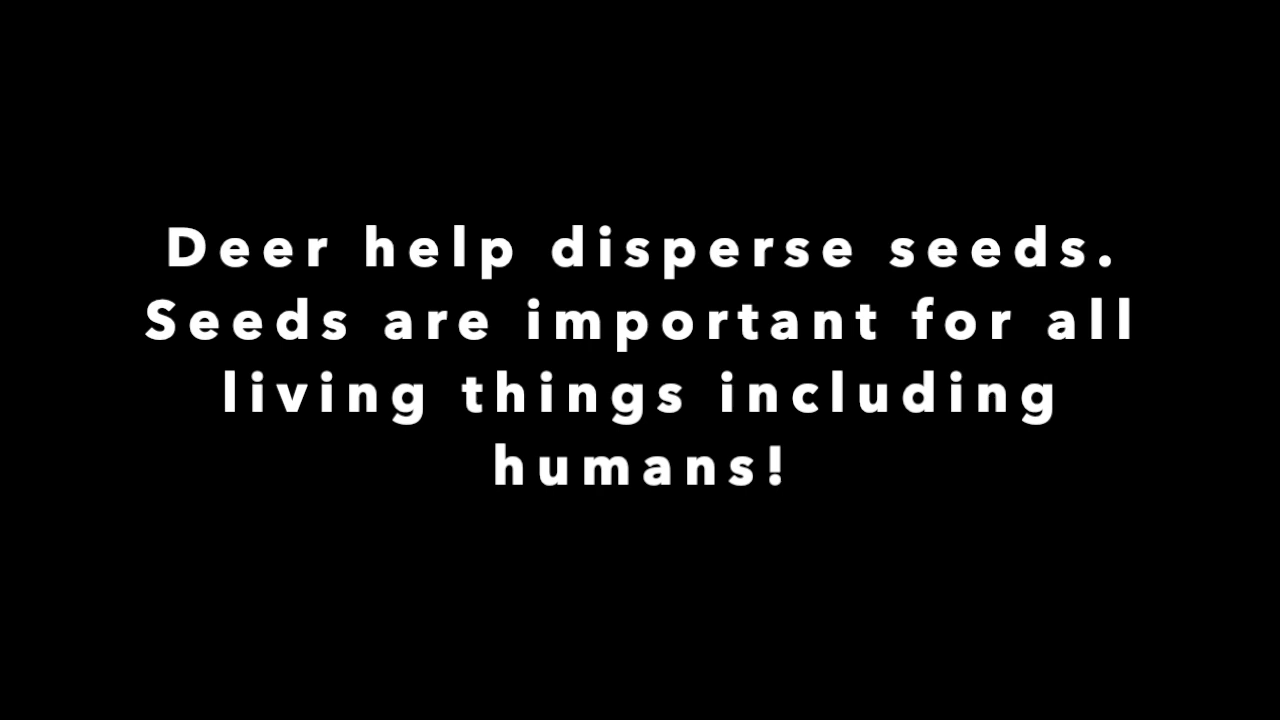 Deer help disperse seeds.
Seeds are important for all
living things including
humans!